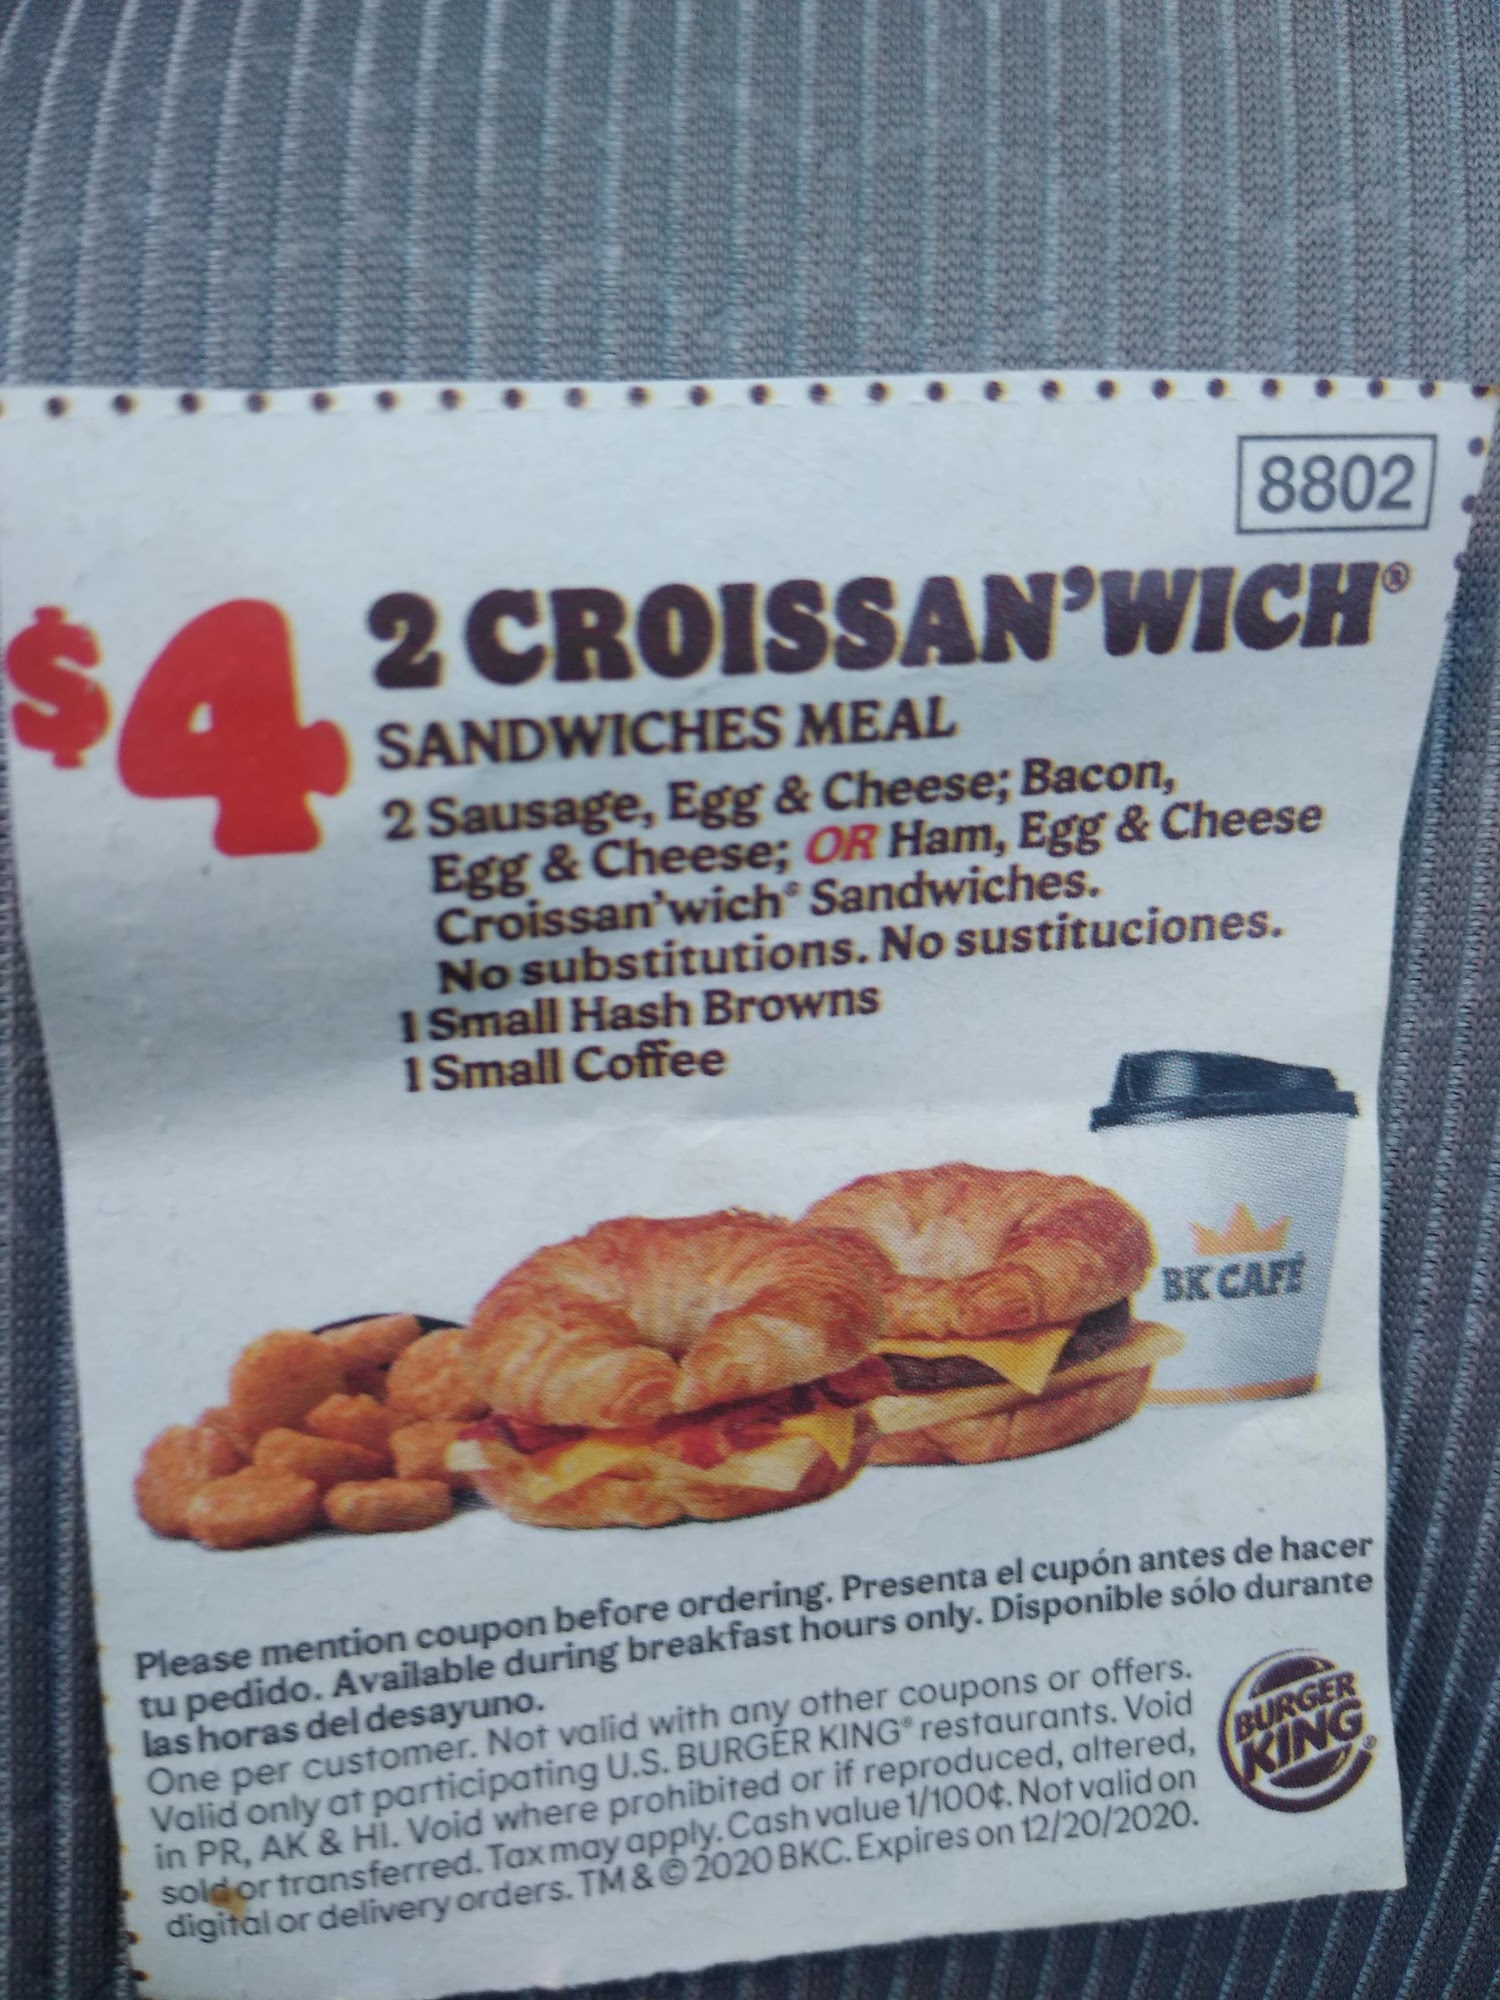 8802
$4
2 CROISSAN'WICH®
SANDWICHES MEAL
2 Sausage, Egg & Cheese; Bacon,
Egg & Cheese; OR Ham, Egg & Cheese
Croissan'wich® Sandwiches.
No substitutions. No sustituciones.
1 Small Hash Browns
1 Small Coffee
BK CAFÉ
Please mention coupon before ordering. Presenta el cupón antes de hacer
tu pedido. Available during breakfast hours only. Disponible sólo durante
las horas del desayuno.
One per customer. Not valid with any other coupons or offers.
Valid only at participating U.S. BURGER KING® restaurants. Void
in PR, AK & HI. Void where prohibited or if reproduced, altered,
sold or transferred. Tax may apply. Cash value 1/100¢. Not valid on
digital or delivery orders. TM & © 2020 BKC. Expires on 12/20/2020.
BURGER
KING®